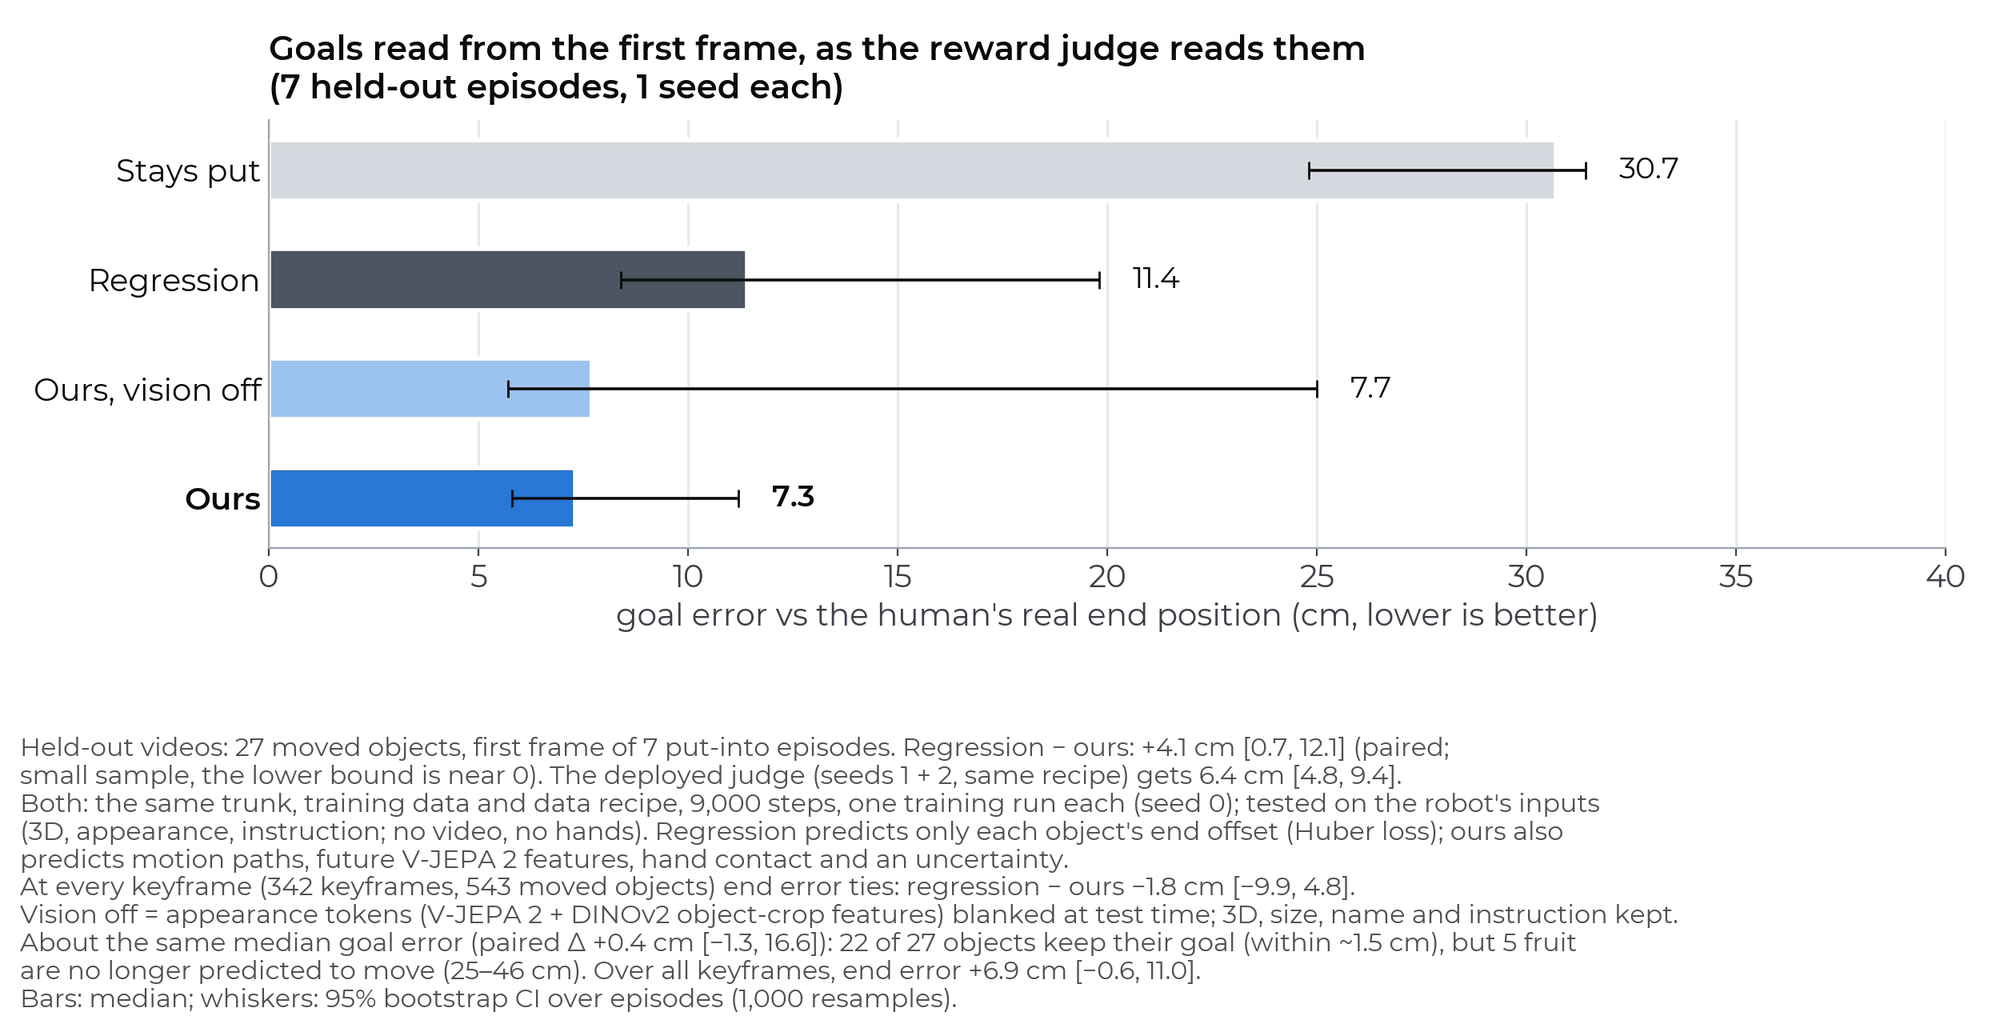 Goals read from the first frame, as the reward judge reads them
(7 held-out episodes, 1 seed each)
Stays put
30.7
Regression
11.4
Ours, vision off
7.7
Ours
7.3
0 5 10 15 20 25 30 35 40
goal error vs the human's real end position (cm, lower is better)
Held-out videos: 27 moved objects, first frame of 7 put-into episodes. Regression − ours: +4.1 cm [0.7, 12.1] (paired;
small sample, the lower bound is near 0). The deployed judge (seeds 1 + 2, same recipe) gets 6.4 cm [4.8, 9.4].
Both: the same trunk, training data and data recipe, 9,000 steps, one training run each (seed 0); tested on the robot's inputs
(3D, appearance, instruction; no video, no hands). Regression predicts only each object's end offset (Huber loss); ours also
predicts motion paths, future V-JEPA 2 features, hand contact and an uncertainty.
At every keyframe (342 keyframes, 543 moved objects) end error ties: regression − ours −1.8 cm [−9.9, 4.8].
Vision off = appearance tokens (V-JEPA 2 + DINOv2 object-crop features) blanked at test time; 3D, size, name and instruction kept.
About the same median goal error (paired Δ +0.4 cm [−1.3, 16.6]): 22 of 27 objects keep their goal (within ~1.5 cm), but 5 fruit
are no longer predicted to move (25–46 cm). Over all keyframes, end error +6.9 cm [−0.6, 11.0].
Bars: median; whiskers: 95% bootstrap CI over episodes (1,000 resamples).